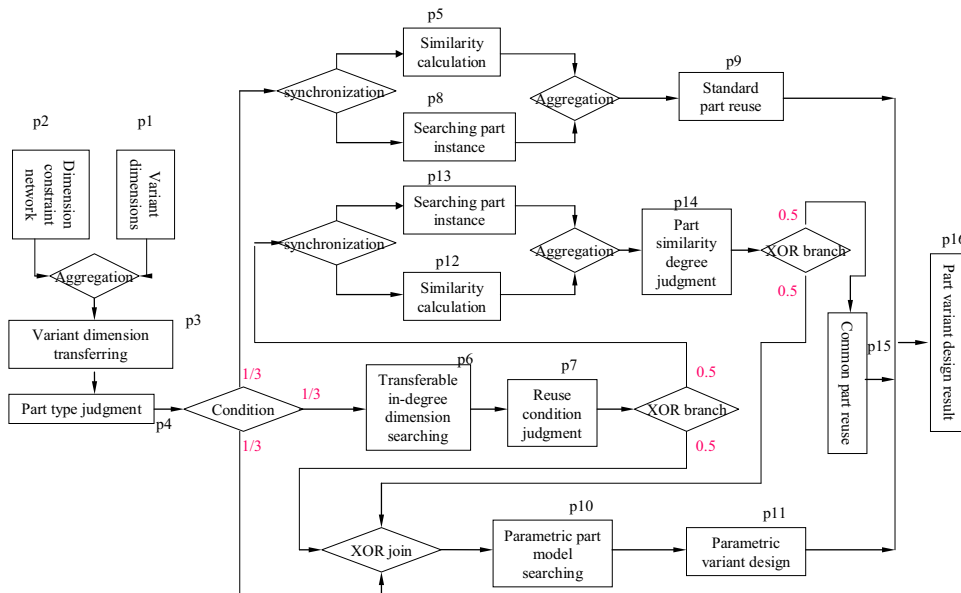 p5
Similarity
calculation
synchronization
p8
Searching part
instance
Aggregation
p9
Standard
part reuse
p2
p1
Dimension
constraint
network
Variant
dimensions
Aggregation
p3
Variant dimension
transferring
Part type judgment
p4
p13
Searching part
instance
synchronization
p12
Similarity
calculation
Aggregation
p14
Part
similarity
degree
judgment
0.5
XOR branch
0.5
p15
Common part reuse
p16
Part variant design result
1/3
Condition
1/3
1/3
p6
Transferable
in-degree
dimension
searching
p7
Reuse
condition
judgment
0.5
XOR branch
0.5
XOR join
p10
Parametric part
model
searching
p11
Parametric
variant design